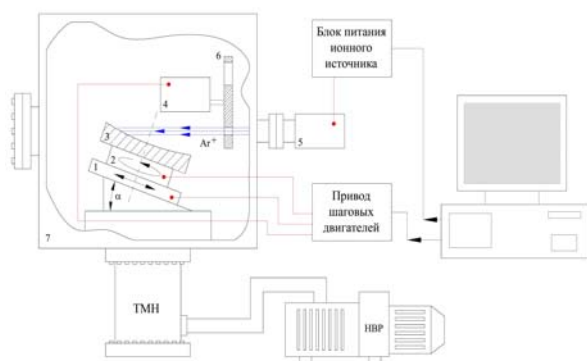 Блок питания
ионного
источника
6
4
3
Ar⁺
5
2
1
α
Привод
шаговых
двигателей
7
ТМН
НВР